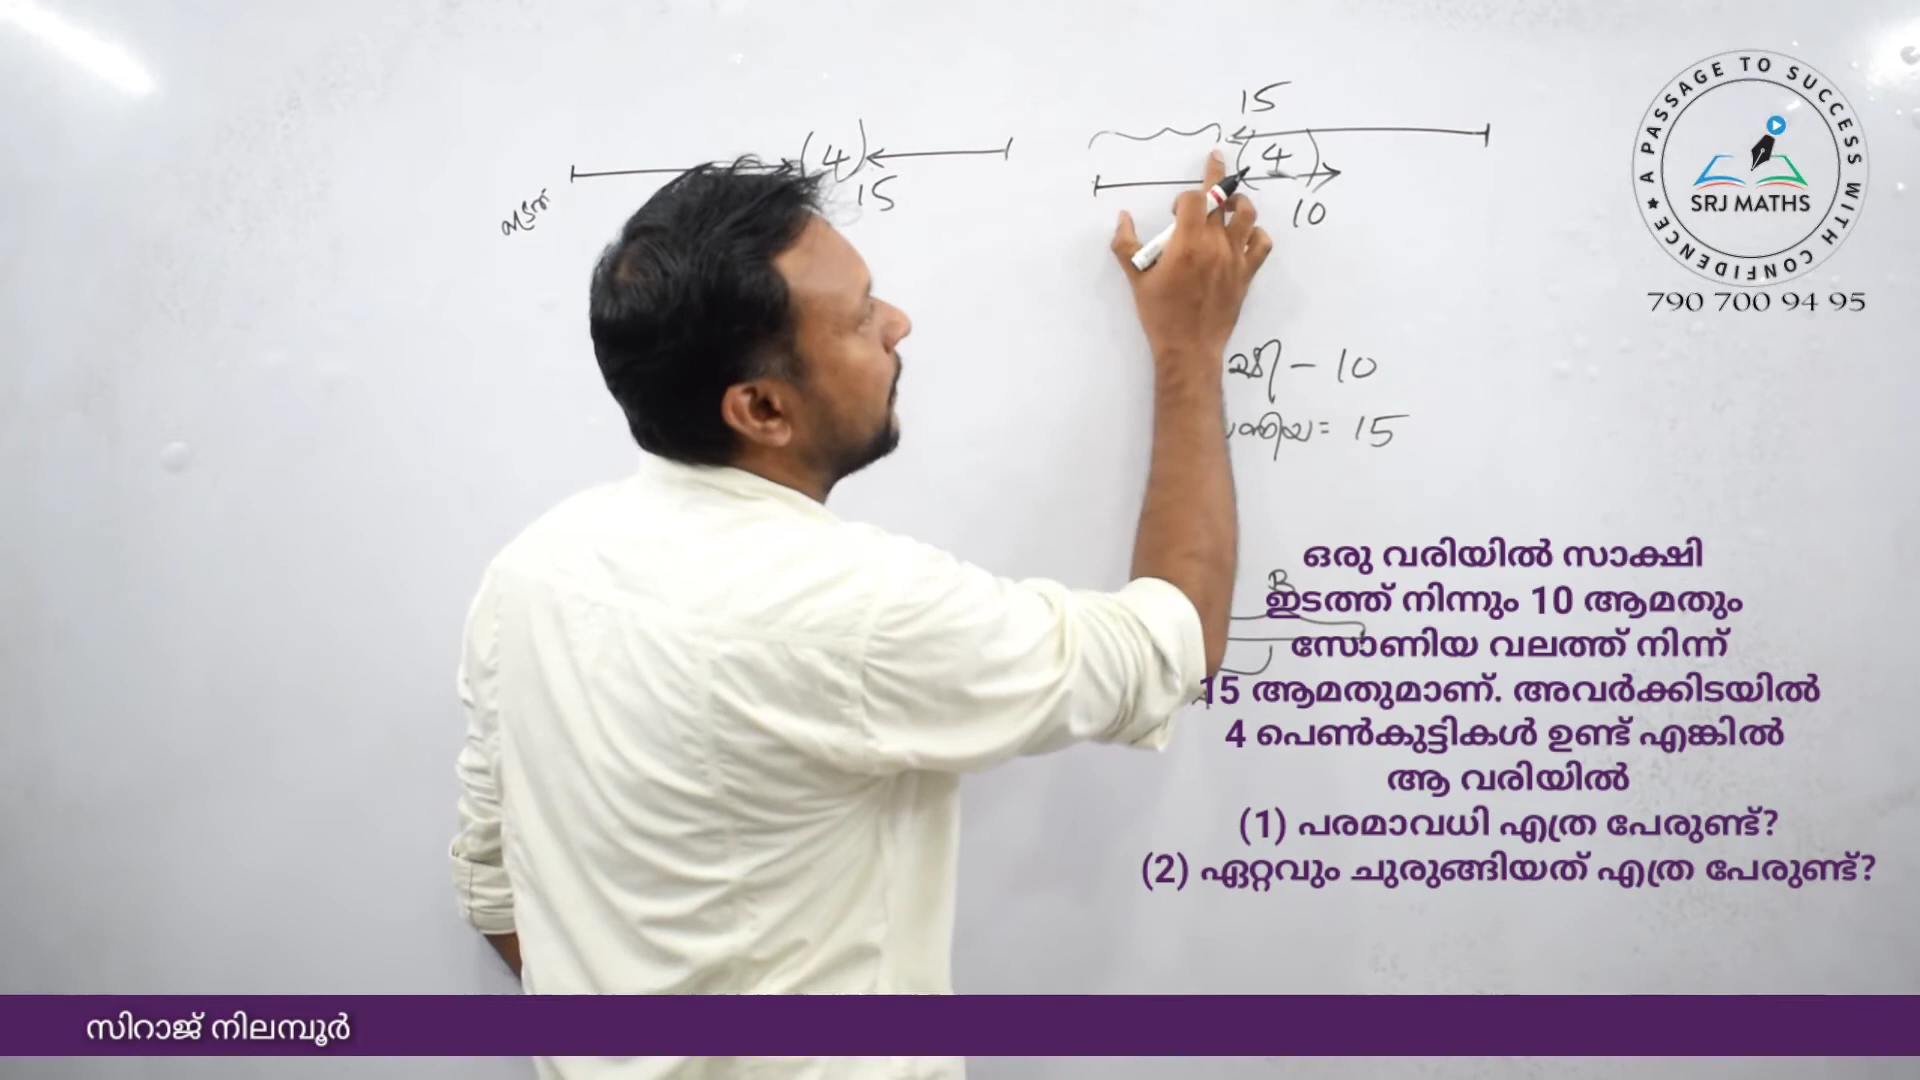 (4)
15
15
(4)
10
ഇടത്
A PASSAGE TO SUCCESS WITH CONFIDENCE
SRJ MATHS
790 700 94 95
– 10
= 15
B
ഒരു വരിയിൽ സാക്ഷി
ഇടത്ത് നിന്നും 10 ആമതും
സോണിയ വലത്ത് നിന്ന്
15 ആമതുമാണ്. അവർക്കിടയിൽ
4 പെൺകുട്ടികൾ ഉണ്ട് എങ്കിൽ
ആ വരിയിൽ
(1) പരമാവധി എത്ര പേരുണ്ട്?
(2) ഏറ്റവും ചുരുങ്ങിയത് എത്ര പേരുണ്ട്?
സിറാജ് നിലമ്പൂർ